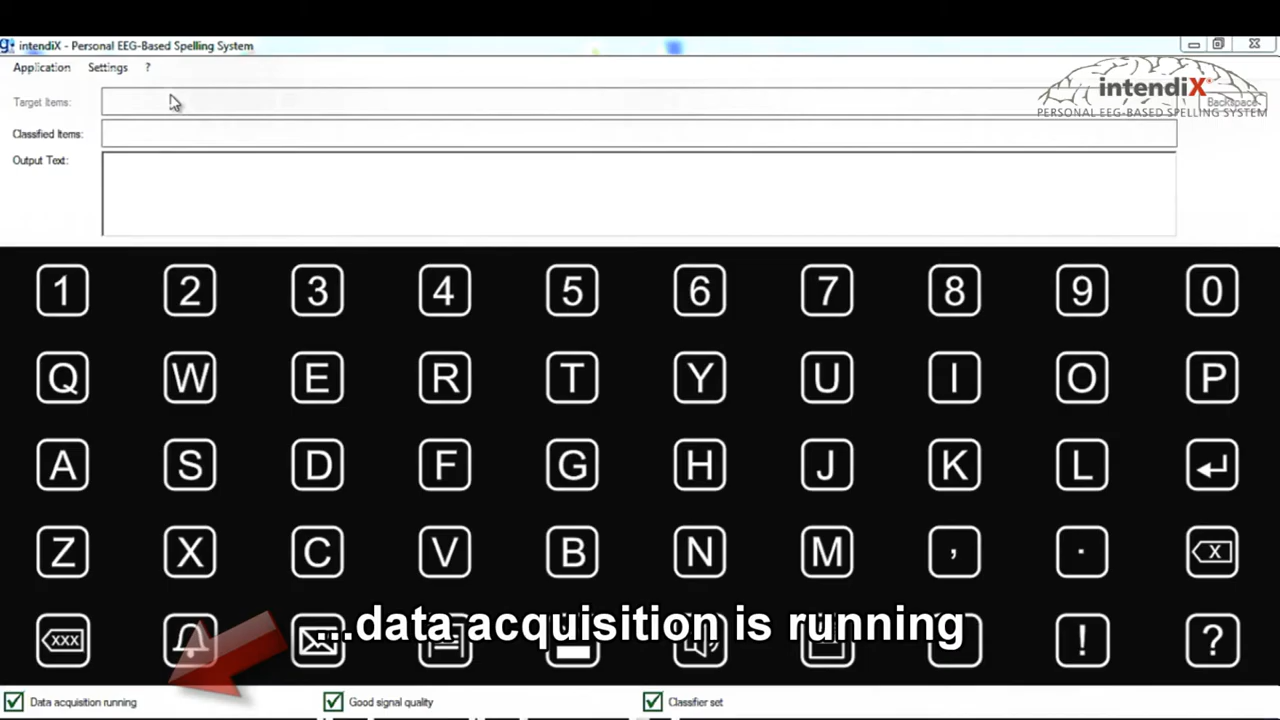 intendiX - Personal EEG-Based Spelling System
Application Settings ?
intendiX
PERSONAL EEG-BASED SPELLING SYSTEM
Target Items:
Backspace
Classified Items:
Output Text:
1 2 3 4 5 6 7 8 9 0
Q W E R T Y U I O P
A S D F G H J K L
Z X C V B N M , . X
XXX ! ?
...data acquisition is running
Data acquisition running Good signal quality Classifier set